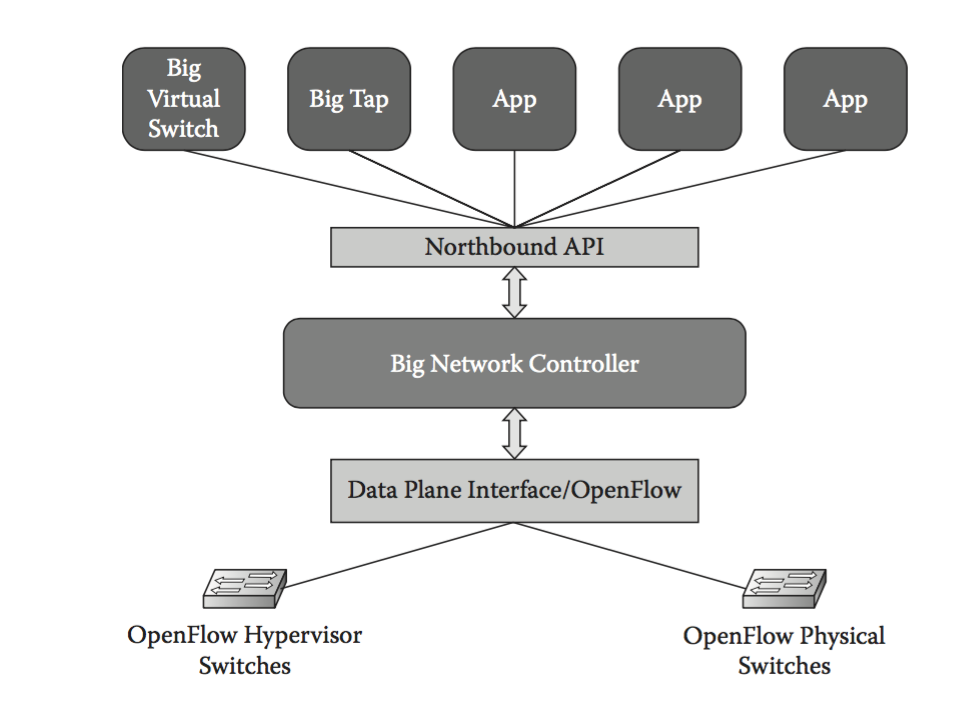 Big
Virtual
Switch
Big Tap
App
App
App
Northbound API
Big Network Controller
Data Plane Interface/OpenFlow
OpenFlow Hypervisor
Switches
OpenFlow Physical
Switches